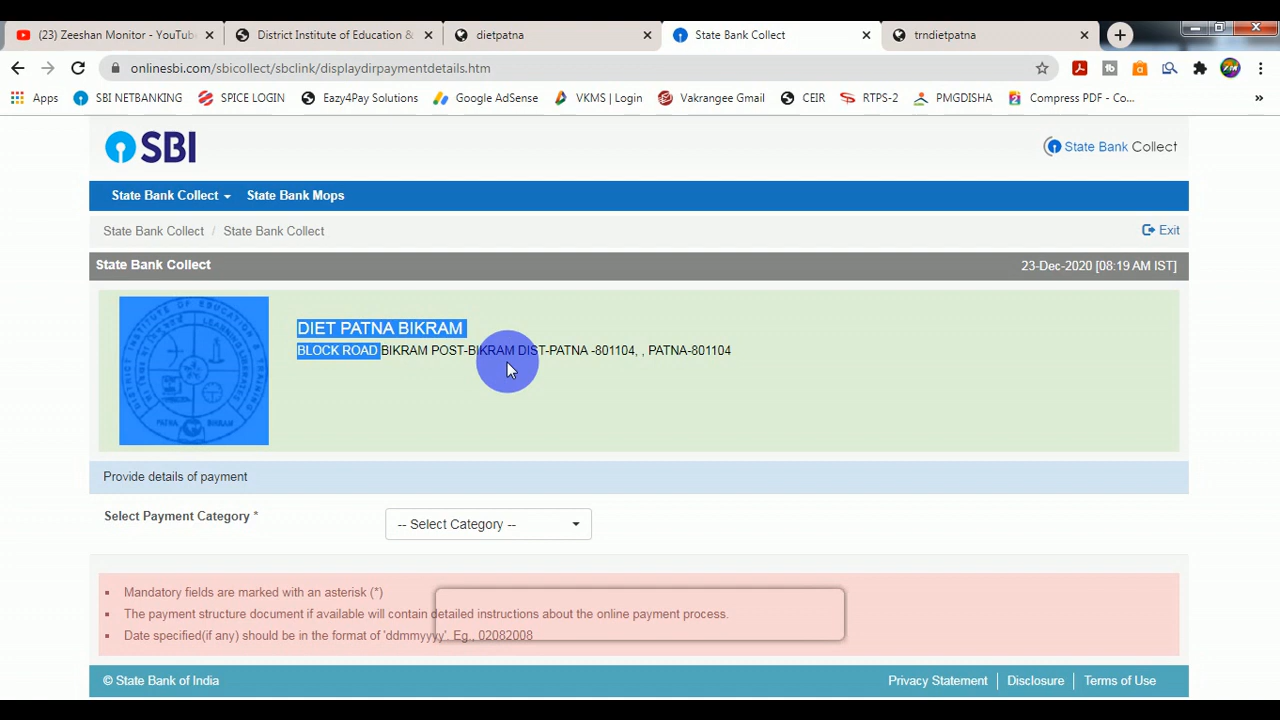 (23) Zeeshan Monitor - YouTub
District Institute of Education &
dietpatna
State Bank Collect
trndietpatna
onlinesbi.com/sbicollect/sbclink/displaydirpaymentdetails.htm
Apps
SBI NETBANKING
SPICE LOGIN
Eazy4Pay Solutions
Google AdSense
VKMS | Login
Vakrangee Gmail
CEIR
RTPS-2
PMGDISHA
Compress PDF - Co...
»
SBI
State Bank Collect
State Bank Collect
State Bank Mops
State Bank Collect / State Bank Collect
Exit
State Bank Collect
23-Dec-2020 [08:19 AM IST]
DISTRICT INSTITUTE OF EDUCATION & TRAINING
PATNA BIKRAM
DIET PATNA BIKRAM
BLOCK ROAD BIKRAM POST-BIKRAM DIST-PATNA -801104, , PATNA-801104
Provide details of payment
Select Payment Category *
-- Select Category --
Mandatory fields are marked with an asterisk (*)
The payment structure document if available will contain detailed instructions about the online payment process.
Date specified(if any) should be in the format of 'ddmmyyyy'. Eg., 02082008
© State Bank of India
Privacy Statement
Disclosure
Terms of Use